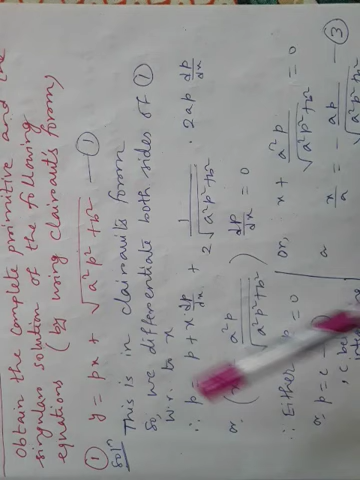 obtain the complete primitive and the
singular solution of the following
equations (by using clairaut's form)
① y = px + √a²p² + b² — ①
Solⁿ This is in clairaut's form
So, we differentiate both sides of ①
w.r. to x
∴ p = p + x dp/dx + 1/2√a²p²+b² · 2ap dp/dx
or ( a²p/√a²p²+b² ) dp/dx = 0
∴ Either p = 0 | or, x + a²p/√a²p²+b² = 0
or p = c | a x/a = - ap/√a²p²+b² — ③
, c be